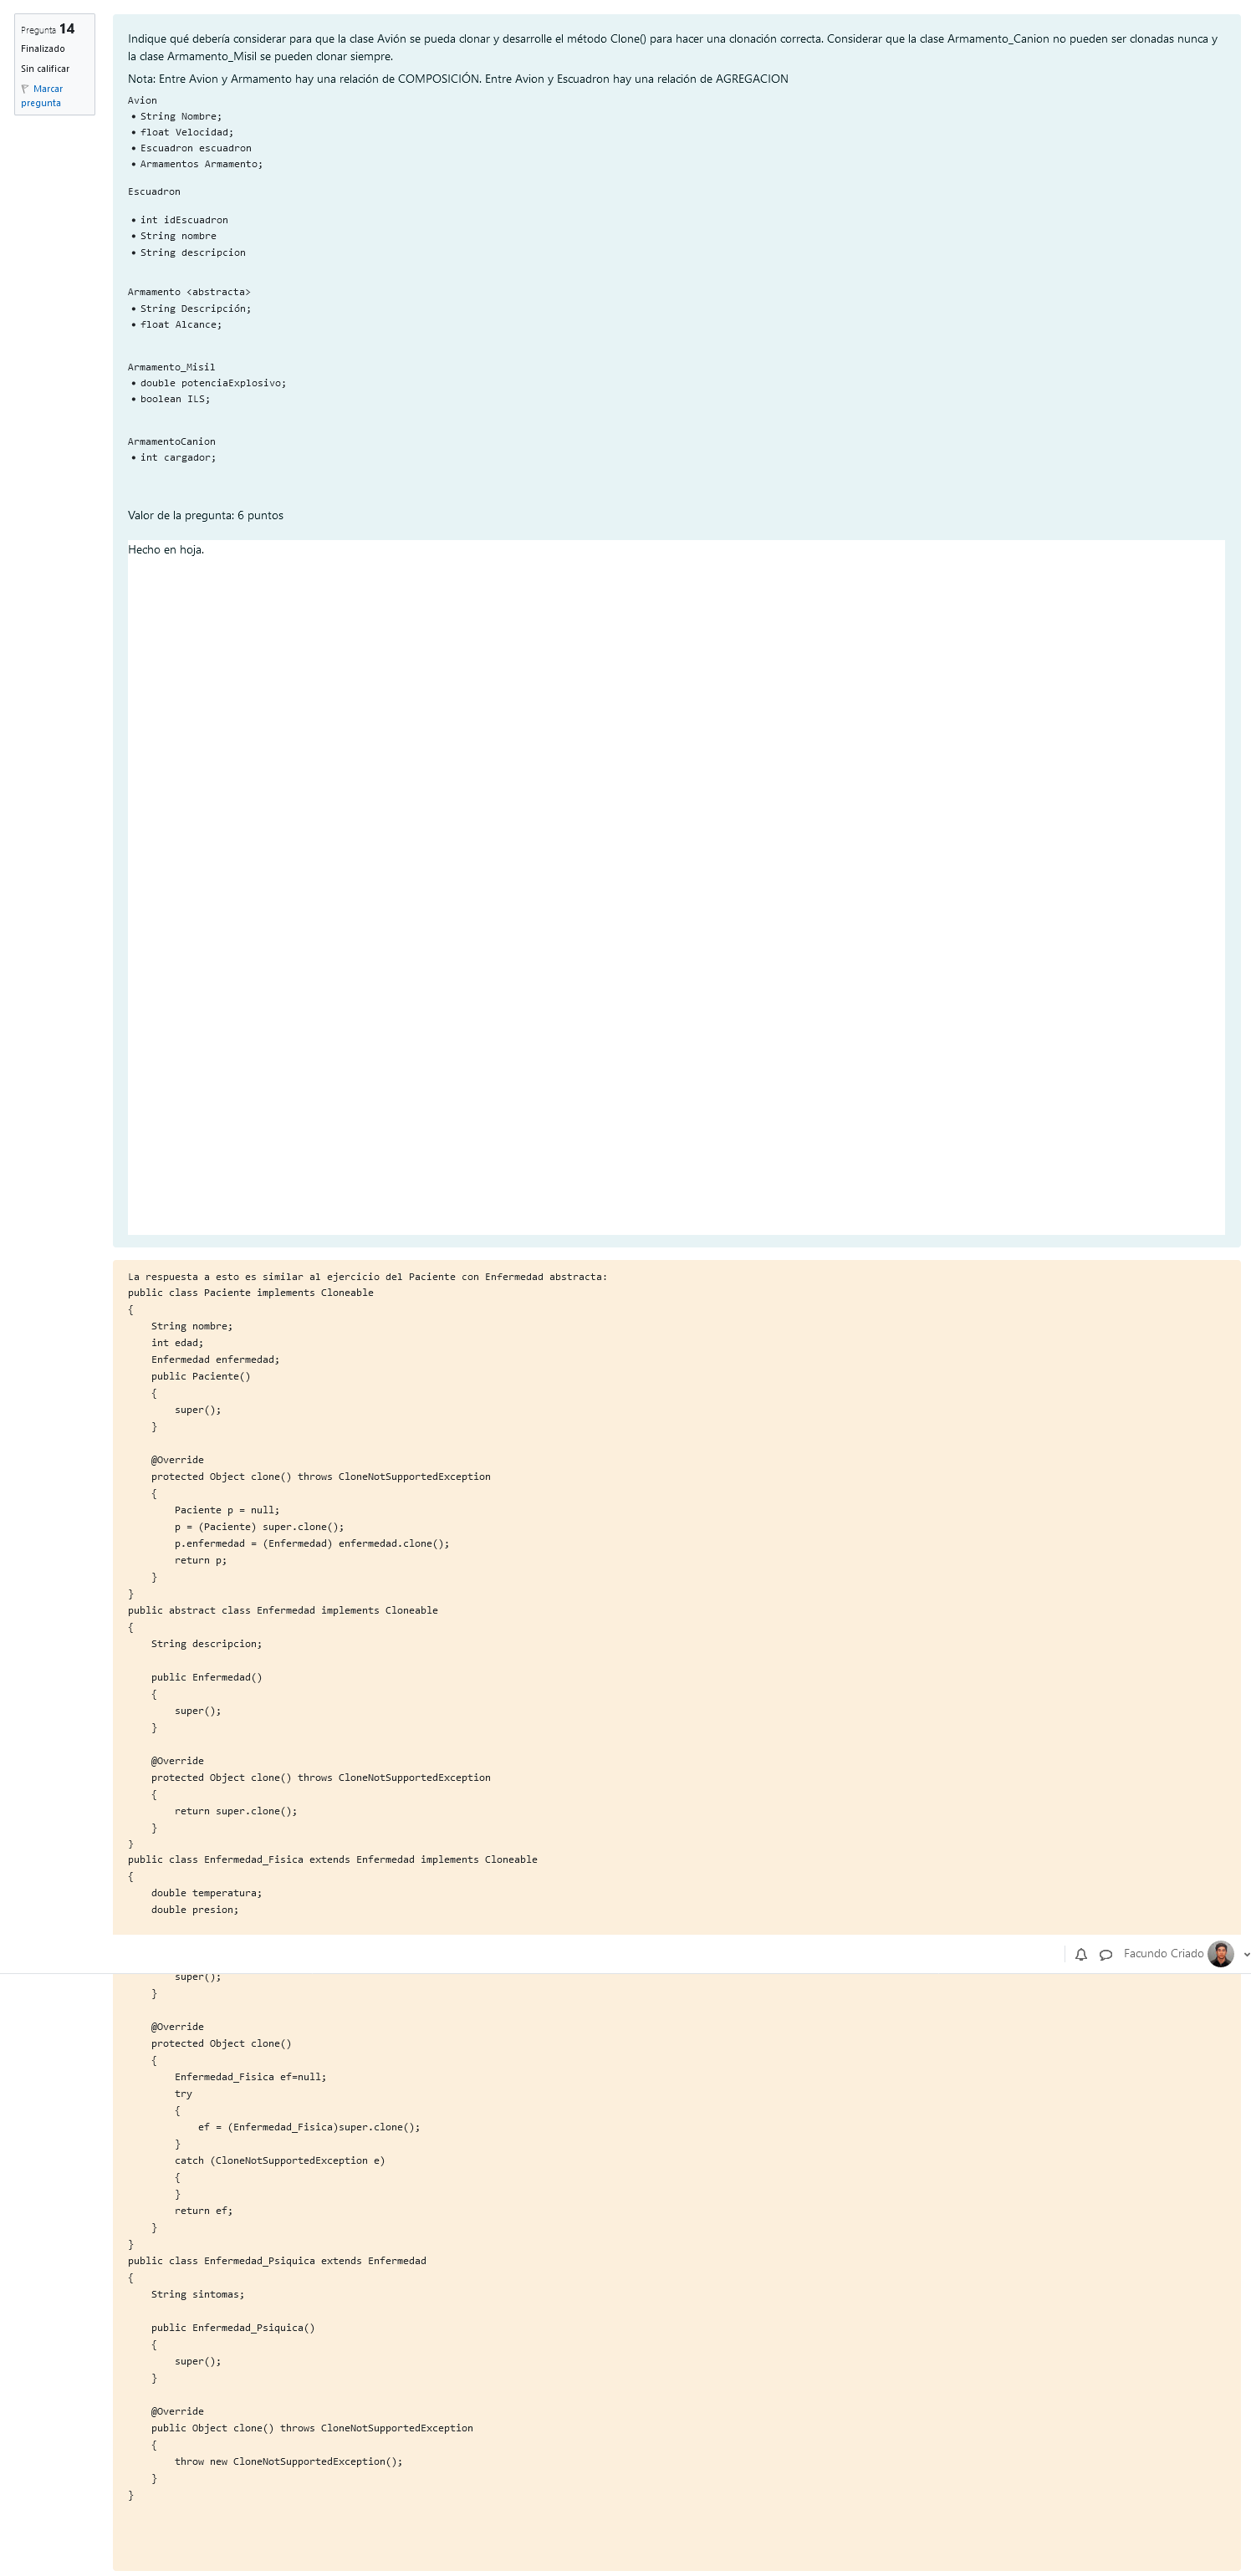 Pregunta 14
Finalizado
Sin calificar
Marcar
pregunta
Indique qué debería considerar para que la clase Avión se pueda clonar y desarrolle el método Clone() para hacer una clonación correcta. Considerar que la clase Armamento_Canion no pueden ser clonadas nunca y
la clase Armamento_Misil se pueden clonar siempre.
Nota: Entre Avion y Armamento hay una relación de COMPOSICIÓN. Entre Avion y Escuadron hay una relación de AGREGACION
Avion
• String Nombre;
• float Velocidad;
• Escuadron escuadron
• Armamentos Armamento;
Escuadron
• int idEscuadron
• String nombre
• String descripcion
Armamento <abstracta>
• String Descripción;
• float Alcance;
Armamento_Misil
• double potenciaExplosivo;
• boolean ILS;
ArmamentoCanion
• int cargador;
Valor de la pregunta: 6 puntos
Hecho en hoja.
La respuesta a esto es similar al ejercicio del Paciente con Enfermedad abstracta:
public class Paciente implements Cloneable
{
    String nombre;
    int edad;
    Enfermedad enfermedad;
    public Paciente()
    {
        super();
    }
    @Override
    protected Object clone() throws CloneNotSupportedException
    {
        Paciente p = null;
        p = (Paciente) super.clone();
        p.enfermedad = (Enfermedad) enfermedad.clone();
        return p;
    }
}
public abstract class Enfermedad implements Cloneable
{
    String descripcion;
    public Enfermedad()
    {
        super();
    }
    @Override
    protected Object clone() throws CloneNotSupportedException
    {
        return super.clone();
    }
}
public class Enfermedad_Fisica extends Enfermedad implements Cloneable
{
    double temperatura;
    double presion;
Facundo Criado
        super();
    }
    @Override
    protected Object clone()
    {
        Enfermedad_Fisica ef=null;
        try
        {
            ef = (Enfermedad_Fisica)super.clone();
        }
        catch (CloneNotSupportedException e)
        {
        }
        return ef;
    }
}
public class Enfermedad_Psiquica extends Enfermedad
{
    String sintomas;
    public Enfermedad_Psiquica()
    {
        super();
    }
    @Override
    public Object clone() throws CloneNotSupportedException
    {
        throw new CloneNotSupportedException();
    }
}